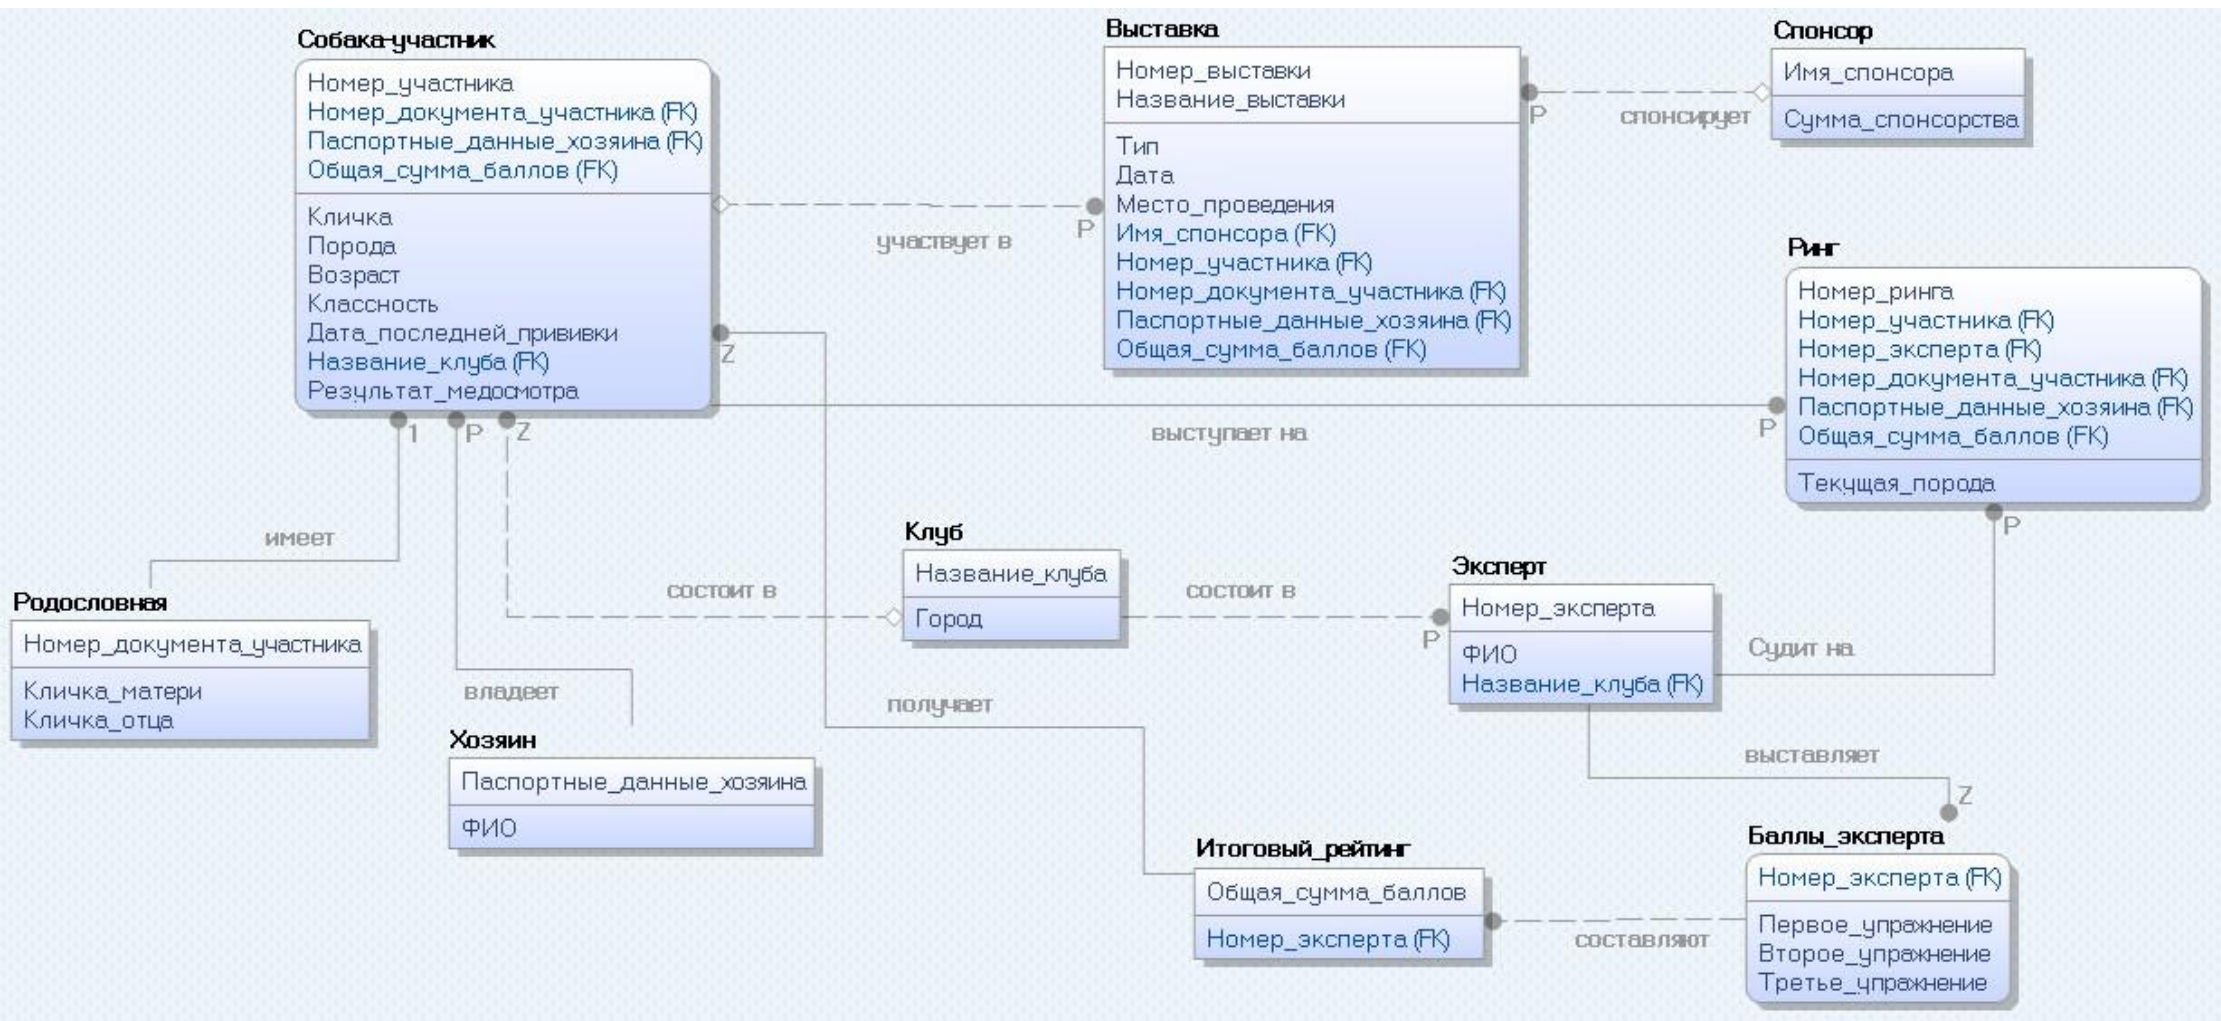 Собака-участник
Номер_участника
Номер_документа_участника (FK)
Паспортные_данные_хозяина (FK)
Общая_сумма_баллов (FK)
Кличка
Порода
Возраст
Классность
Дата_последней_прививки
Название_клуба (FK)
Результат_медосмотра
участвует в
P
Z
1
P
Z
Выставка
Номер_выставки
Название_выставки
Тип
Дата
Место_проведения
Имя_спонсора (FK)
Номер_участника (FK)
Номер_документа_участника (FK)
Паспортные_данные_хозяина (FK)
Общая_сумма_баллов (FK)
P
спонсирует
Спонсор
Имя_спонсора
Сумма_спонсорства
Ринг
Номер_ринга
Номер_участника (FK)
Номер_эксперта (FK)
Номер_документа_участника (FK)
Паспортные_данные_хозяина (FK)
Общая_сумма_баллов (FK)
Текущая_порода
выступает на
P
P
имеет
Родословная
Номер_документа_участника
Кличка_матери
Кличка_отца
владеет
Хозяин
Паспортные_данные_хозяина
ФИО
состоит в
Клуб
Название_клуба
Город
состоит в
P
Эксперт
Номер_эксперта
ФИО
Название_клуба (FK)
Судит на
получает
выставляет
Z
Итоговый_рейтинг
Общая_сумма_баллов
Номер_эксперта (FK)
составляют
Баллы_эксперта
Номер_эксперта (FK)
Первое_упражнение
Второе_упражнение
Третье_упражнение